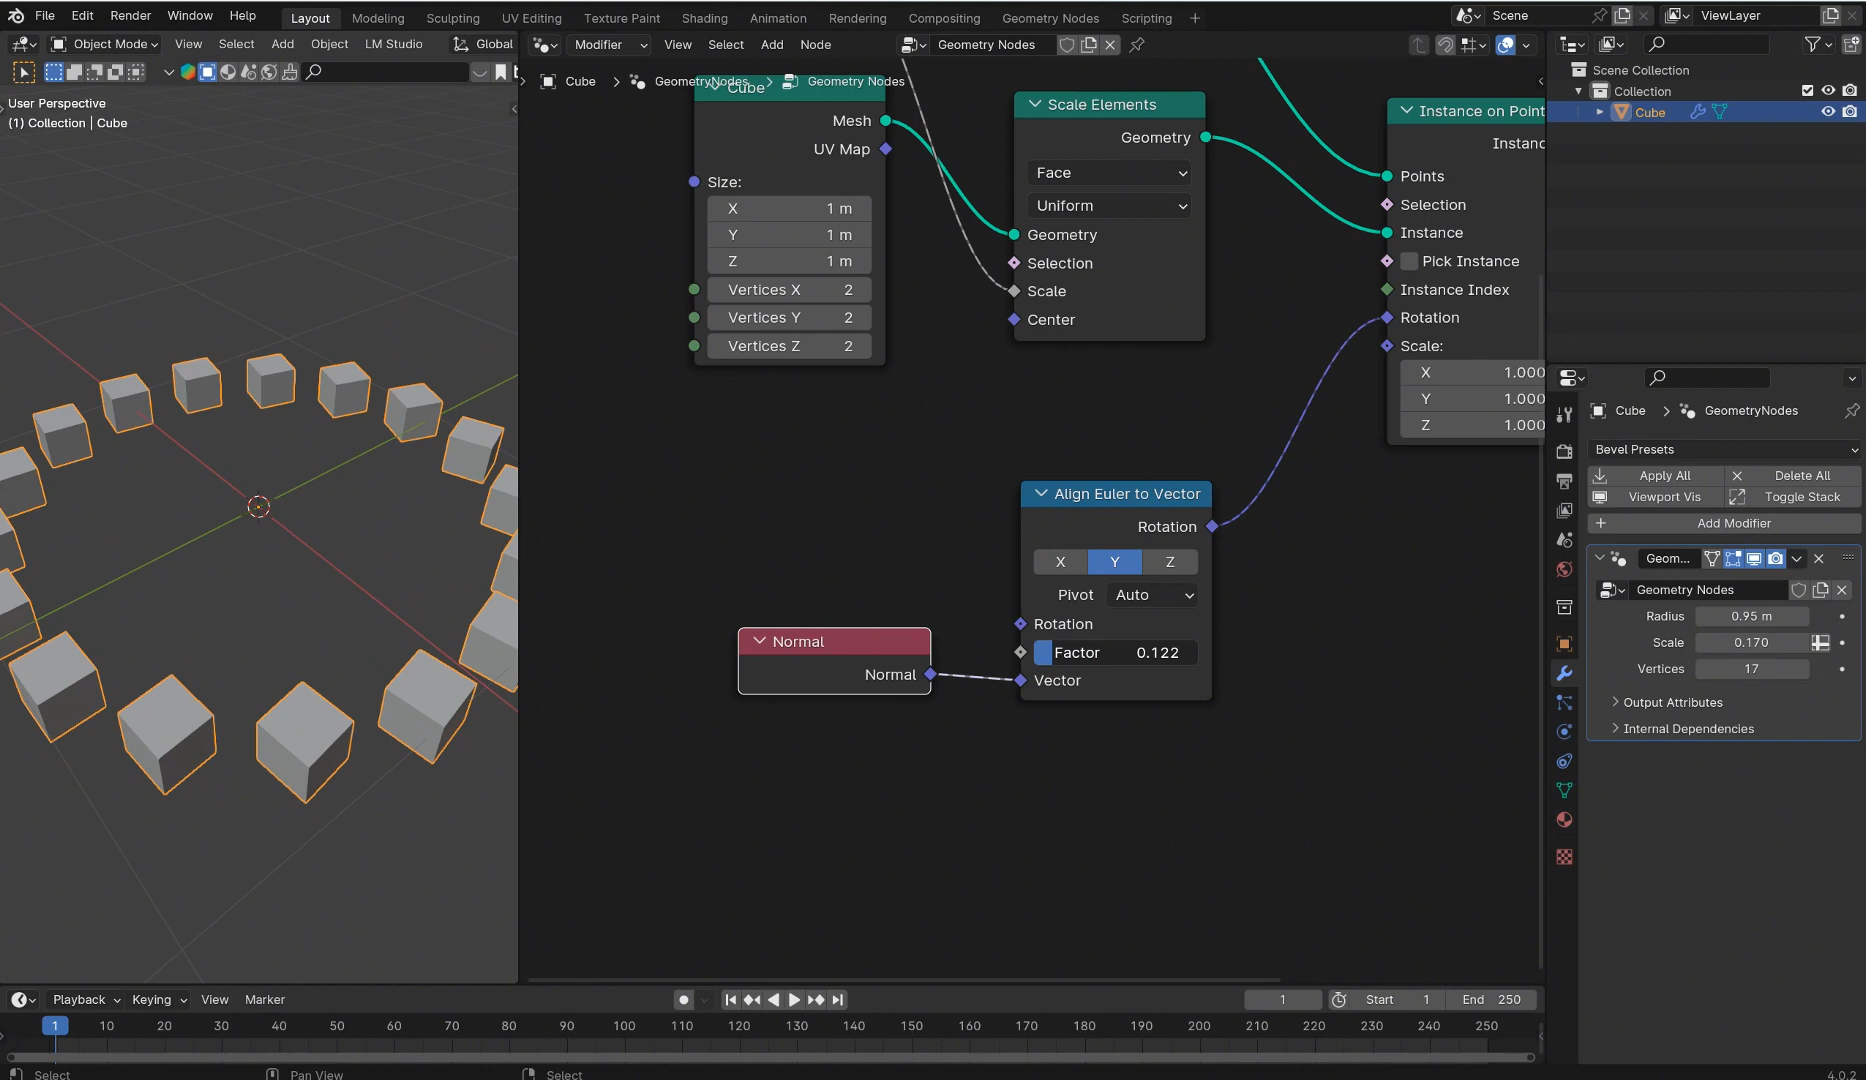 File Edit Render Window Help Layout Modeling Sculpting UV Editing Texture Paint Shading Animation Rendering Compositing Geometry Nodes Scripting + Scene ViewLayer
Object Mode View Select Add Object LM Studio Global Modifier View Select Add Node Geometry Nodes
Cube > GeometryNodes > Geometry Nodes
User Perspective
(1) Collection | Cube
Cube
Mesh
UV Map
Size:
X 1 m
Y 1 m
Z 1 m
Vertices X 2
Vertices Y 2
Vertices Z 2
Scale Elements
Geometry
Face
Uniform
Geometry
Selection
Scale
Center
Instance on Point
Instanc
Points
Selection
Instance
Pick Instance
Instance Index
Rotation
Scale:
X 1.000
Y 1.000
Z 1.000
Align Euler to Vector
Rotation
X Y Z
Pivot Auto
Rotation
Factor 0.122
Vector
Normal
Normal
Scene Collection
Collection
Cube
Cube > GeometryNodes
Bevel Presets
Apply All Delete All
Viewport Vis Toggle Stack
Add Modifier
Geom...
Geometry Nodes
Radius 0.95 m
Scale 0.170
Vertices 17
Output Attributes
Internal Dependencies
Playback Keying View Marker 1 Start 1 End 250
1 10 20 30 40 50 60 70 80 90 100 110 120 130 140 150 160 170 180 190 200 210 220 230 240 250
Select Pan View Select 4.0.2